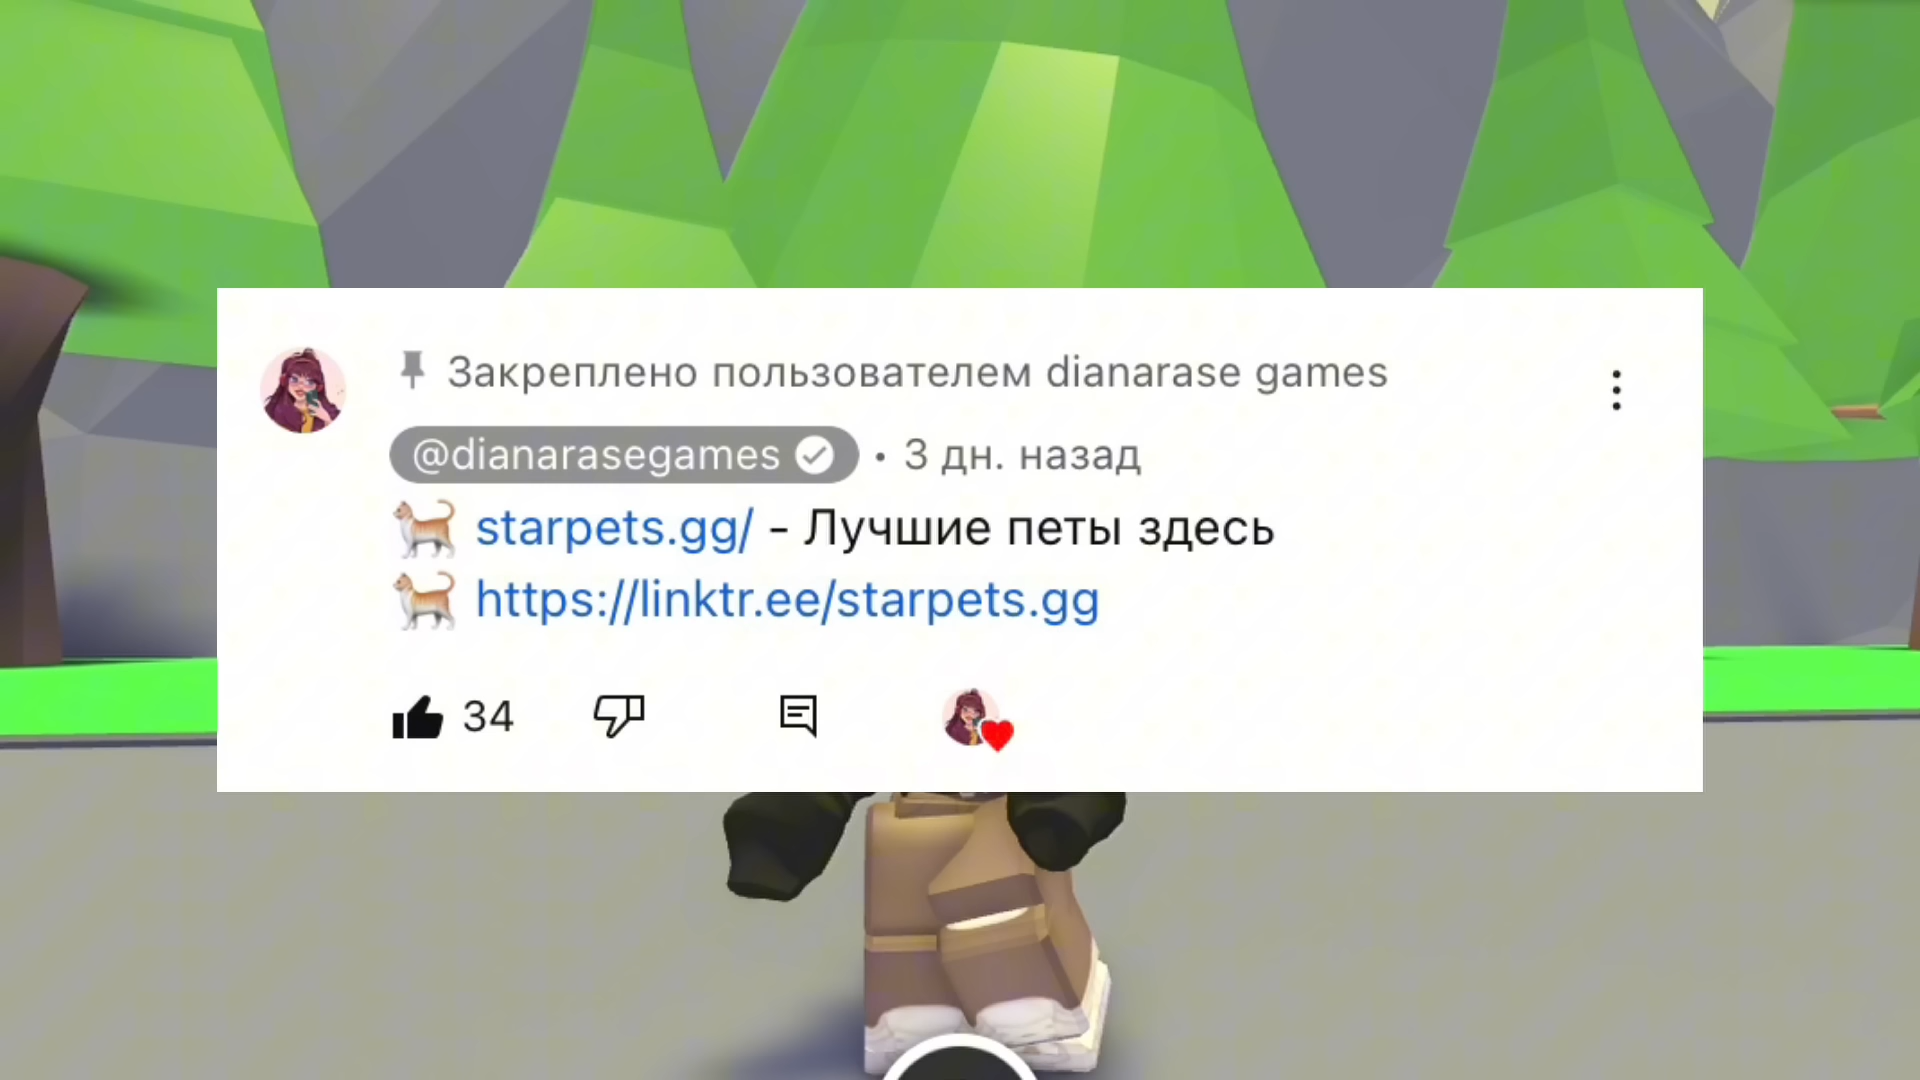 Закреплено пользователем dianarase games
@dianarasegames • 3 дн. назад
starpets.gg/ - Лучшие петы здесь
https://linktr.ee/starpets.gg
34